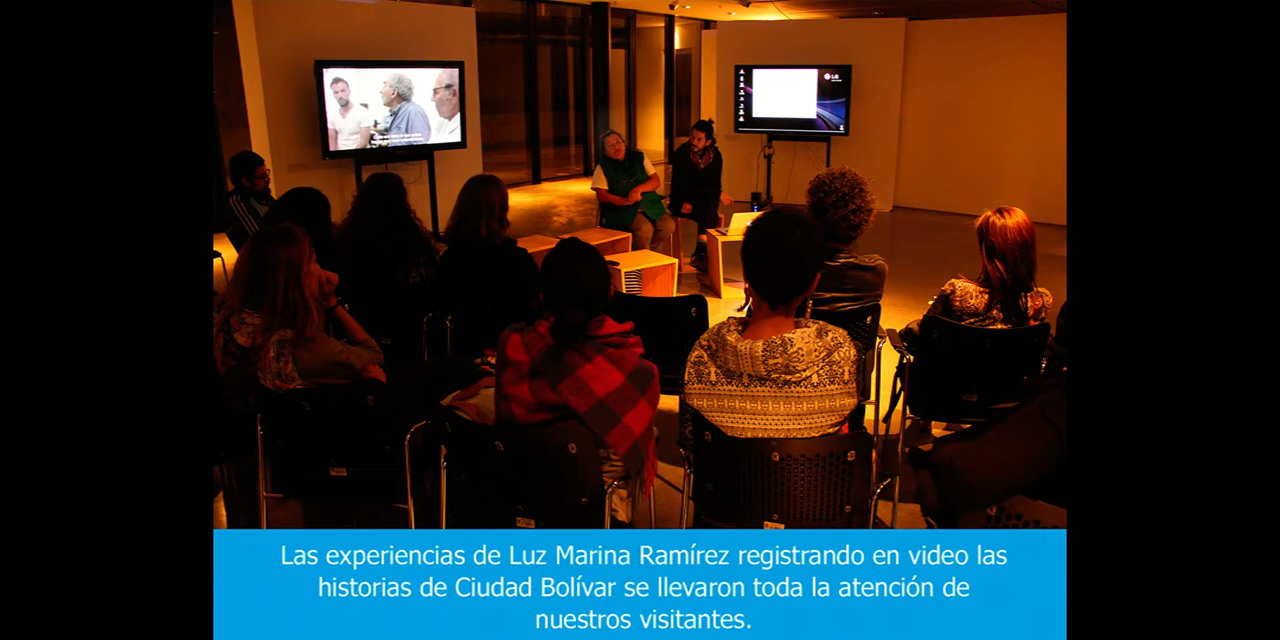 LG
Las experiencias de Luz Marina Ramírez registrando en video las
historias de Ciudad Bolívar se llevaron toda la atención de
nuestros visitantes.